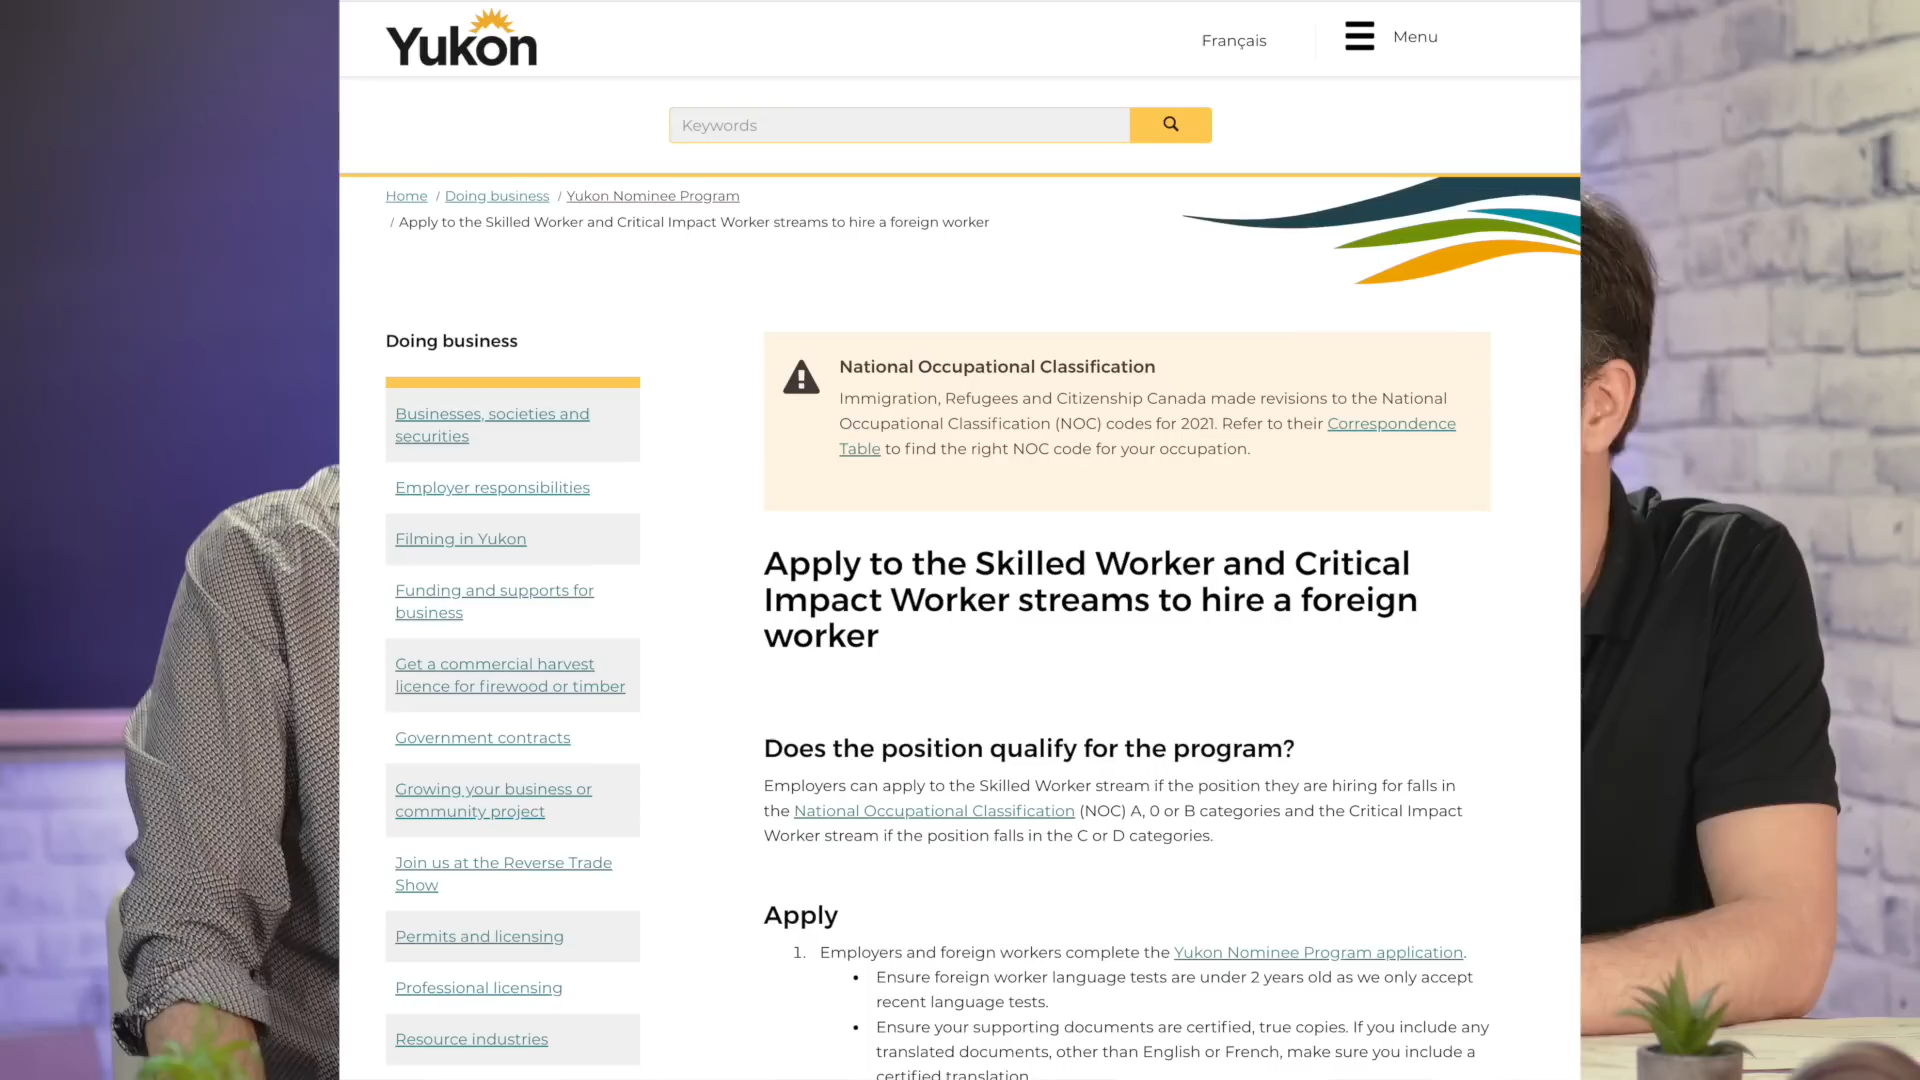 Yukon
Français
Menu
Keywords
Home / Doing business / Yukon Nominee Program
/ Apply to the Skilled Worker and Critical Impact Worker streams to hire a foreign worker
Doing business
Businesses, societies and
securities
Employer responsibilities
Filming in Yukon
Funding and supports for
business
Get a commercial harvest
licence for firewood or timber
Government contracts
Growing your business or
community project
Join us at the Reverse Trade
Show
Permits and licensing
Professional licensing
Resource industries
National Occupational Classification
Immigration, Refugees and Citizenship Canada made revisions to the National
Occupational Classification (NOC) codes for 2021. Refer to their Correspondence
Table to find the right NOC code for your occupation.
Apply to the Skilled Worker and Critical
Impact Worker streams to hire a foreign
worker
Does the position qualify for the program?
Employers can apply to the Skilled Worker stream if the position they are hiring for falls in
the National Occupational Classification (NOC) A, 0 or B categories and the Critical Impact
Worker stream if the position falls in the C or D categories.
Apply
1. Employers and foreign workers complete the Yukon Nominee Program application.
• Ensure foreign worker language tests are under 2 years old as we only accept
recent language tests.
• Ensure your supporting documents are certified, true copies. If you include any
translated documents, other than English or French, make sure you include a
certified translation.